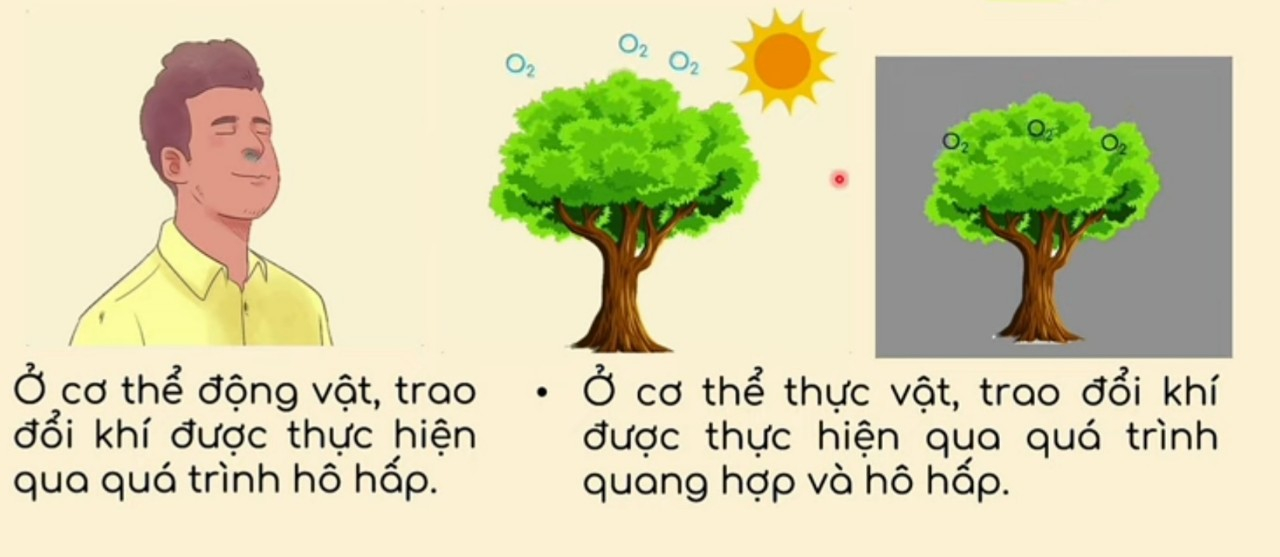 O₂ O₂ O₂
O₂ O₂ O₂
Ở cơ thể động vật, trao
đổi khí được thực hiện
qua quá trình hô hấp.
• Ở cơ thể thực vật, trao đổi khí
được thực hiện qua quá trình
quang hợp và hô hấp.